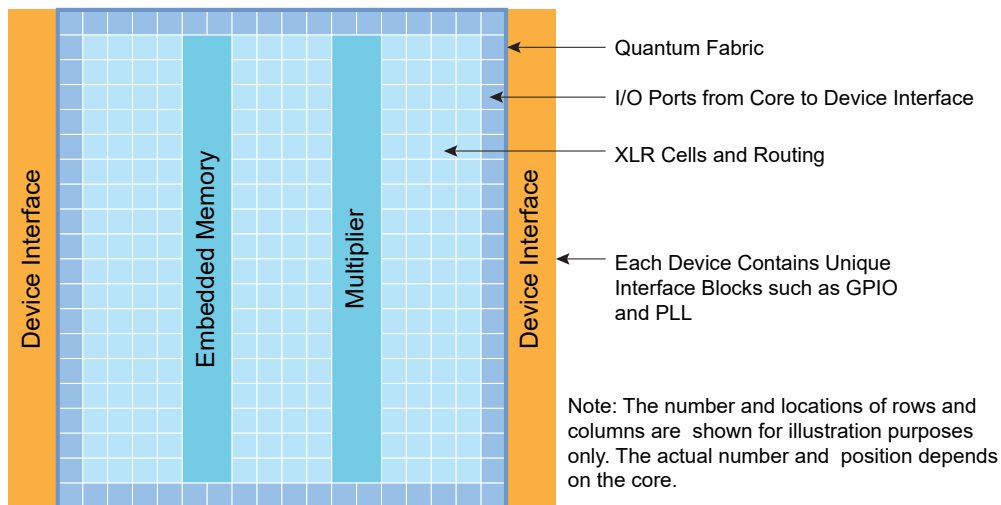 Device Interface
Embedded Memory
Multiplier
Device Interface
Quantum Fabric
I/O Ports from Core to Device Interface
XLR Cells and Routing
Each Device Contains Unique
Interface Blocks such as GPIO
and PLL
Note: The number and locations of rows and
columns are shown for illustration purposes
only. The actual number and position depends
on the core.